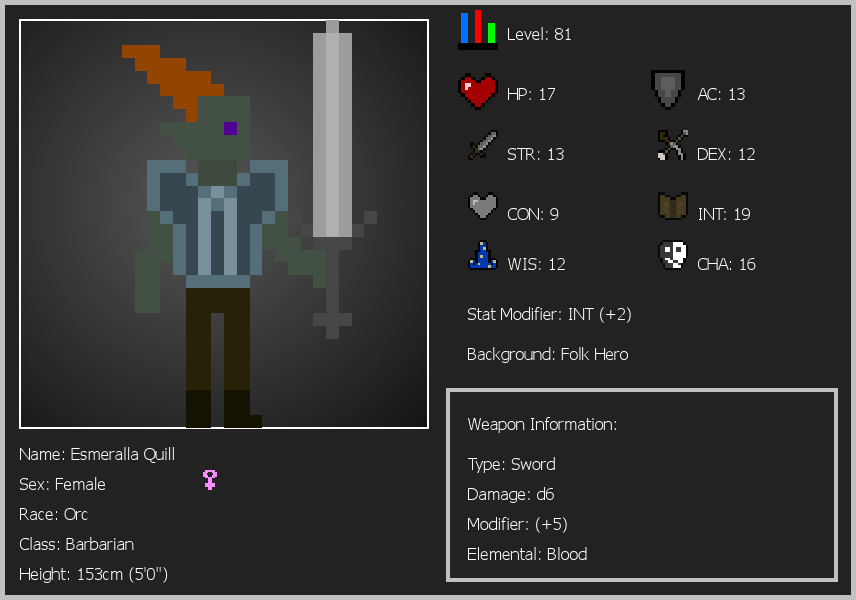 Level: 81
HP: 17
AC: 13
STR: 13
DEX: 12
CON: 9
INT: 19
WIS: 12
CHA: 16
Stat Modifier: INT (+2)
Background: Folk Hero
Weapon Information:
Type: Sword
Damage: d6
Modifier: (+5)
Elemental: Blood
Name: Esmeralla Quill
Sex: Female
Race: Orc
Class: Barbarian
Height: 153cm (5'0")